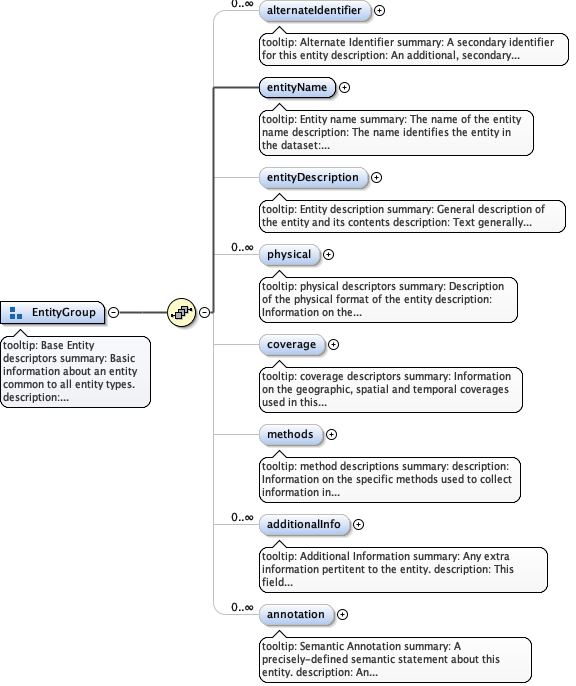 0..∞
alternateIdentifier
tooltip: Alternate Identifier summary: A secondary identifier
for this entity description: An additional, secondary...
entityName
tooltip: Entity name summary: The name of the entity
name description: The name identifies the entity in
the dataset:...
entityDescription
tooltip: Entity description summary: General description of
the entity and its contents description: Text generally...
0..∞
physical
tooltip: physical descriptors summary: Description
of the physical format of the entity description:
Information on the...
EntityGroup
tooltip: Base Entity
descriptors summary: Basic
information about an entity
common to all entity types.
description:...
coverage
tooltip: coverage descriptors summary: Information
on the geographic, spatial and temporal coverages
used in this...
methods
tooltip: method descriptions summary: description:
Information on the specific methods used to collect
information in...
0..∞
additionalInfo
tooltip: Additional Information summary: Any extra
information pertitent to the entity. description: This
field...
0..∞
annotation
tooltip: Semantic Annotation summary: A
precisely-defined semantic statement about this
entity. description: An...